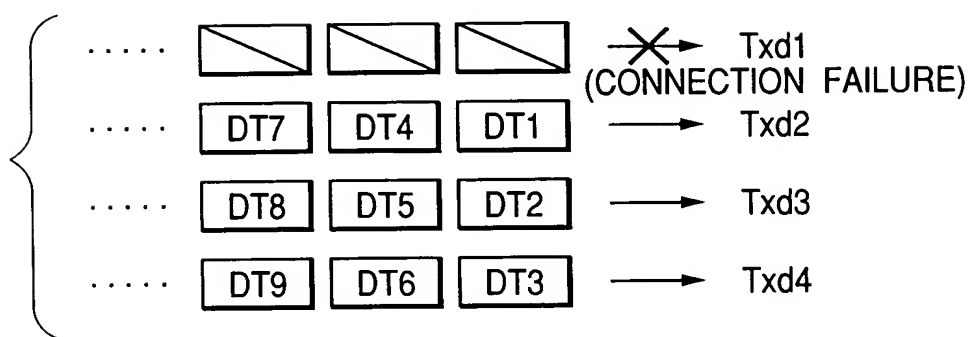 ..... Txd1
(CONNECTION FAILURE)
..... DT7 DT4 DT1 Txd2
..... DT8 DT5 DT2 Txd3
..... DT9 DT6 DT3 Txd4